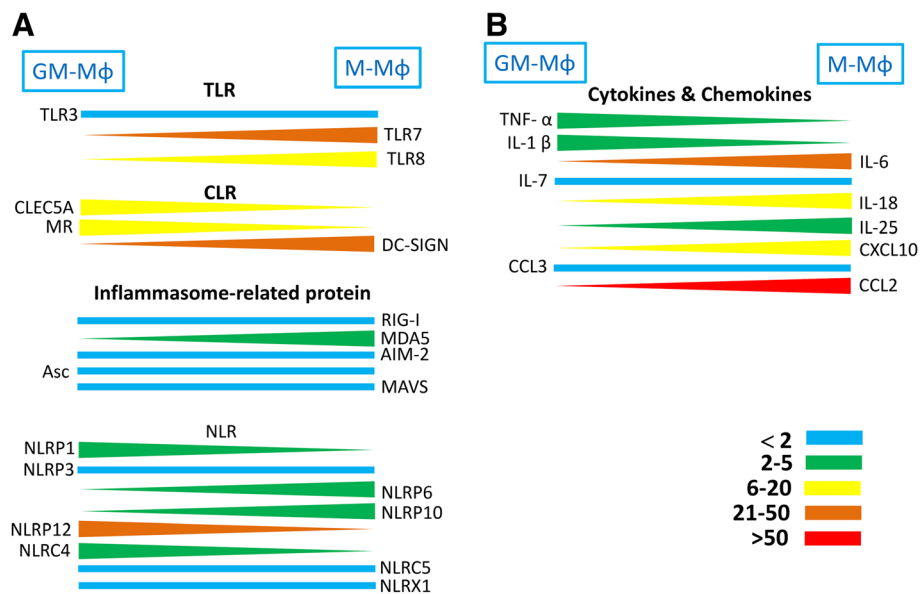 A
GM-Mϕ
M-Mϕ
TLR
TLR3
TLR7
TLR8
CLR
CLEC5A
MR
DC-SIGN
Inflammasome-related protein
RIG-I
MDA5
AIM-2
Asc
MAVS
NLR
NLRP1
NLRP3
NLRP6
NLRP10
NLRP12
NLRC4
NLRC5
NLRX1
B
GM-Mϕ
M-Mϕ
Cytokines & Chemokines
TNF- α
IL-1 β
IL-6
IL-7
IL-18
IL-25
CXCL10
CCL3
CCL2
< 2
2-5
6-20
21-50
>50